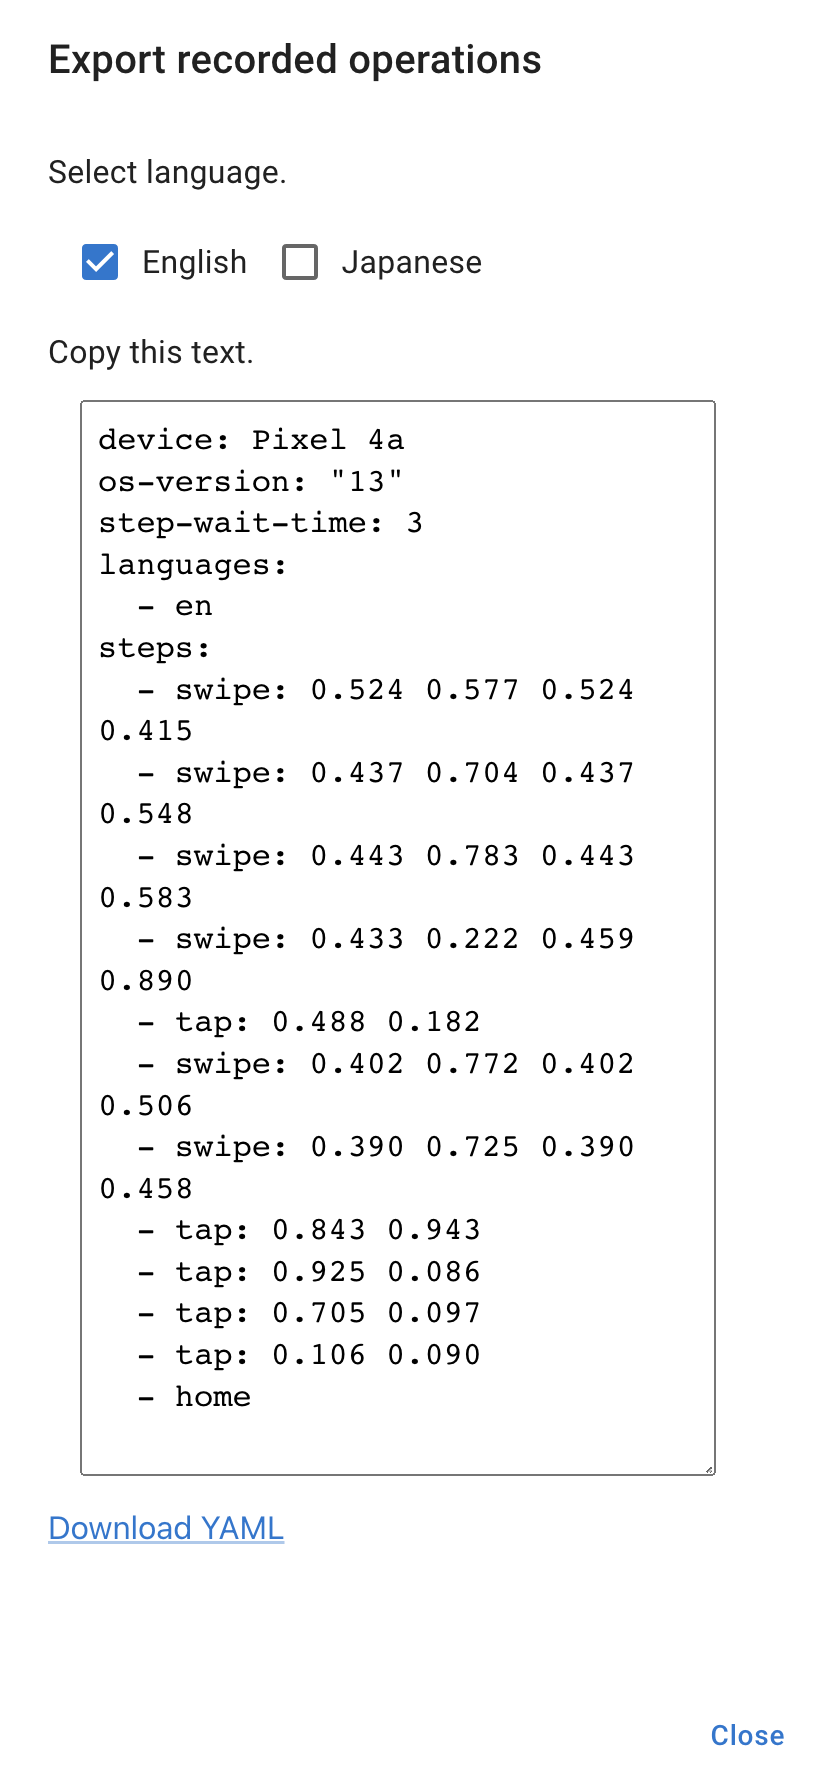 Export recorded operations
Select language.
English Japanese
Copy this text.
device: Pixel 4a
os-version: "13"
step-wait-time: 3
languages:
  - en
steps:
  - swipe: 0.524 0.577 0.524
0.415
  - swipe: 0.437 0.704 0.437
0.548
  - swipe: 0.443 0.783 0.443
0.583
  - swipe: 0.433 0.222 0.459
0.890
  - tap: 0.488 0.182
  - swipe: 0.402 0.772 0.402
0.506
  - swipe: 0.390 0.725 0.390
0.458
  - tap: 0.843 0.943
  - tap: 0.925 0.086
  - tap: 0.705 0.097
  - tap: 0.106 0.090
  - home
Download YAML
Close